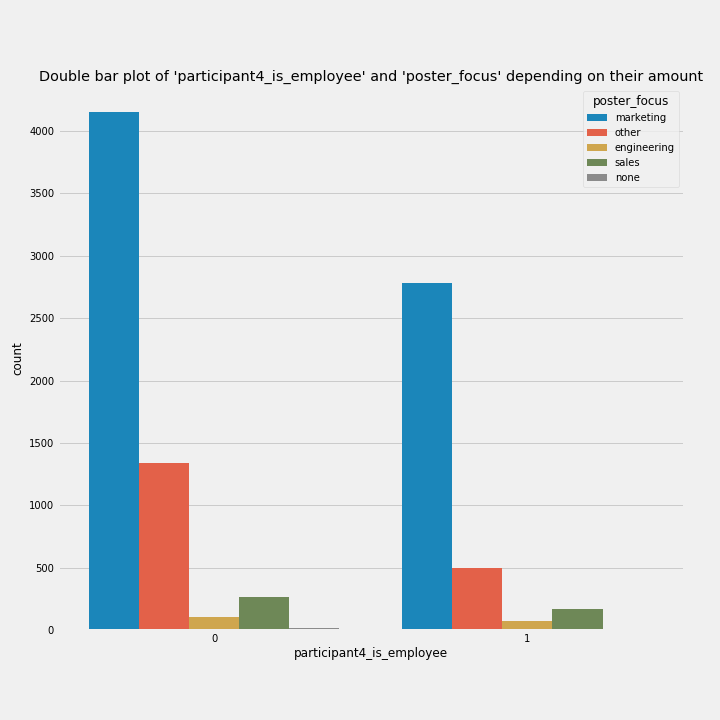 Double bar plot of 'participant4_is_employee' and 'poster_focus' depending on their amount
poster_focus
marketing
other
engineering
sales
none
4000
3500
3000
2500
2000
1500
1000
500
0
count
0
1
participant4_is_employee